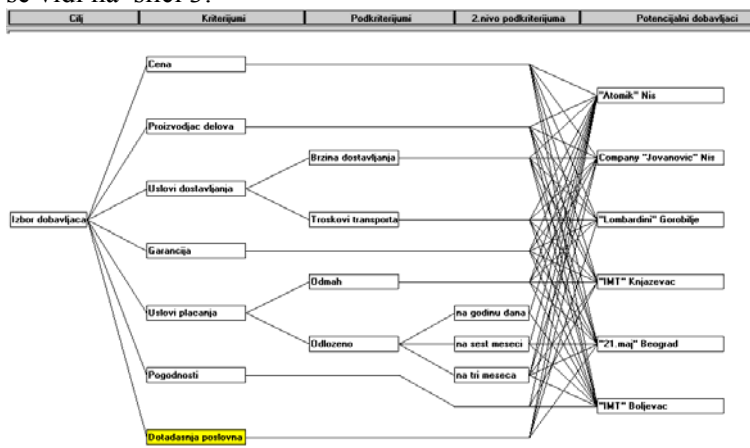 se vidi na slici 3.
Cilj
Kriterijumi
Podkriterijumi
2.nivo podkriterijuma
Potencijalni dobavljaci
Cena
"Atomik" Nis
Proizvodjac delova
Brzina dostavljanja
Company "Jovanovic" Nis
Uslovi dostavljanja
Izbor dobavljaca
Troskovi transporta
"Lombardini" Gorobilje
Garancija
Odmah
"IMT" Knjazevac
Uslovi placanja
na godinu dana
Odlozeno
na sest meseci
"21.maj" Beograd
Pogodnosti
na tri meseca
"IMT" Boljevac
Dotadasnja poslovna